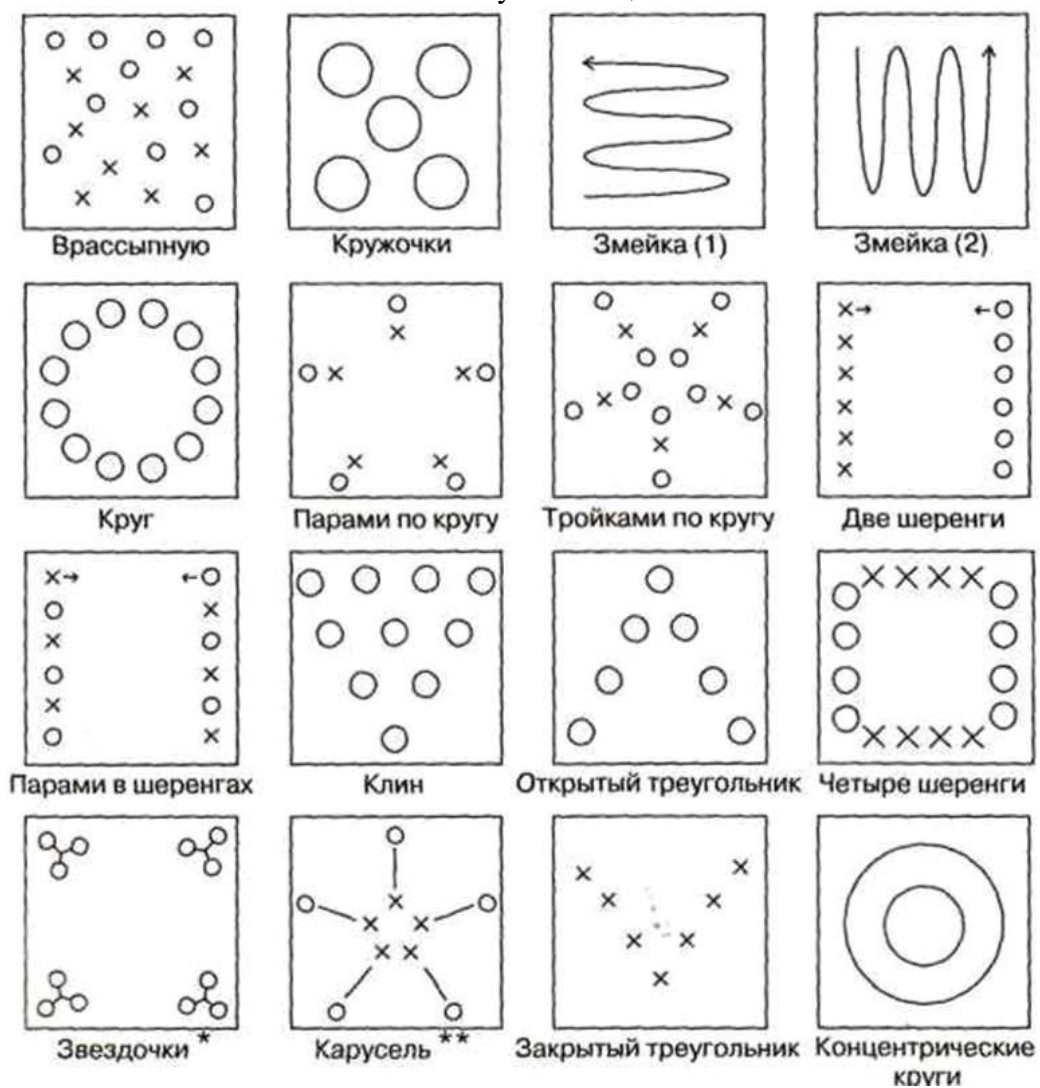 Врассыпную
Кружочки
Змейка (1)
Змейка (2)
Круг
Парами по кругу
Тройками по кругу
Две шеренги
Парами в шеренгах
Клин
Открытый треугольник
Четыре шеренги
Звездочки *
Карусель **
Закрытый треугольник
Концентрические
круги